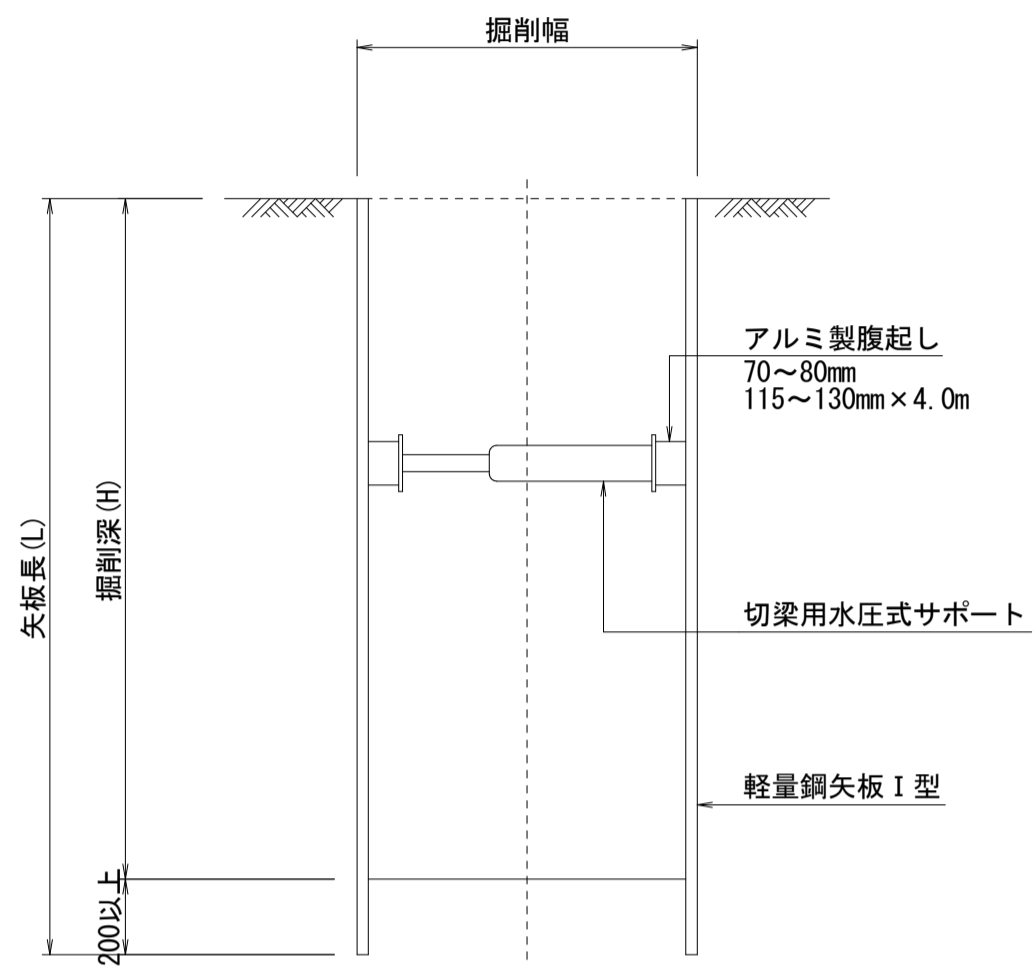 掘削幅
アルミ製腹起し
70～80mm
115～130mm×4.0m
矢板長(L)
掘削深(H)
切梁用水圧式サポート
軽量鋼矢板Ⅰ型
200以上